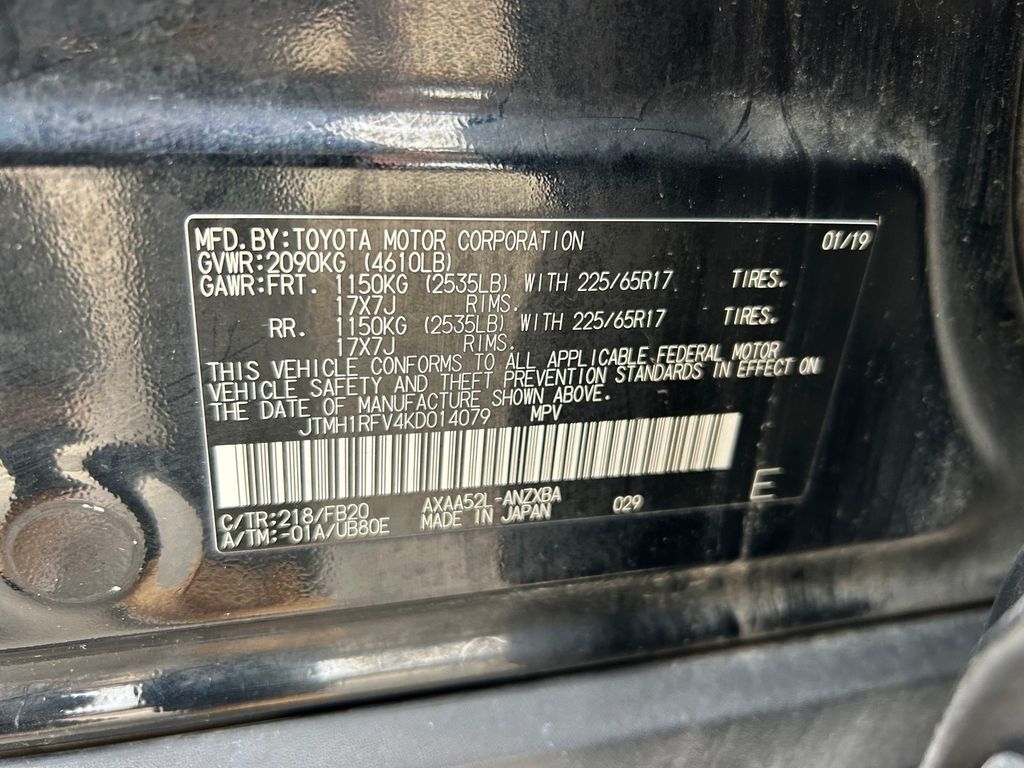 MFD.BY:TOYOTA MOTOR CORPORATION 01/19
GVWR:2090KG (4610LB)
GAWR:FRT. 1150KG (2535LB) WITH 225/65R17 TIRES.
17X7J RIMS.
RR. 1150KG (2535LB) WITH 225/65R17 TIRES.
17X7J RIMS.
THIS VEHICLE CONFORMS TO ALL APPLICABLE FEDERAL MOTOR
VEHICLE SAFETY AND THEFT PREVENTION STANDARDS IN EFFECT ON
THE DATE OF MANUFACTURE SHOWN ABOVE.
JTMH1RFV4KD014079 MPV
C/TR:218/FB20 AXAA52L-ANZXBA 029 E
A/TM:-01A/UB80E MADE IN JAPAN